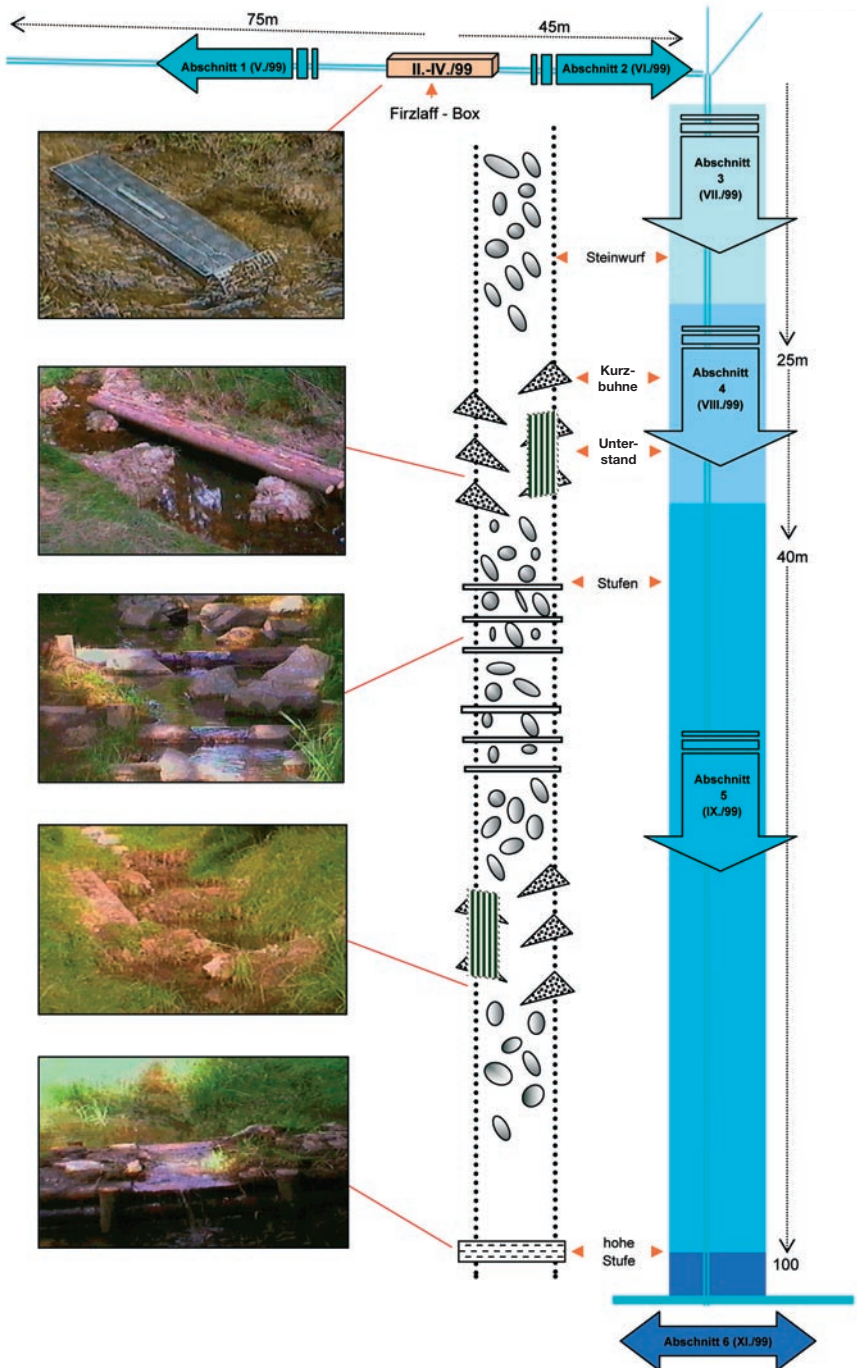 75m
45m
Abschnitt 1 (V./99)
II.-IV./99
Abschnitt 2 (VI./99)
Firzlaff - Box
Abschnitt
3
(VII./99)
Steinwurf
25m
Kurz-
buhne
Abschnitt
4
(VIII./99)
Unter-
stand
40m
Stufen
Abschnitt
5
(IX./99)
hohe
Stufe
100
Abschnitt 6 (XI./99)